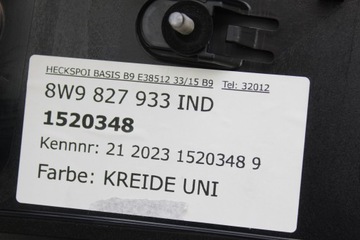 HECKSPOI BASIS B9 E38512 33/15 B9 Tel: 32012
8W9 827 933 IND
1520348
Kennnr: 21 2023 1520348 9
Farbe: KREIDE UNI